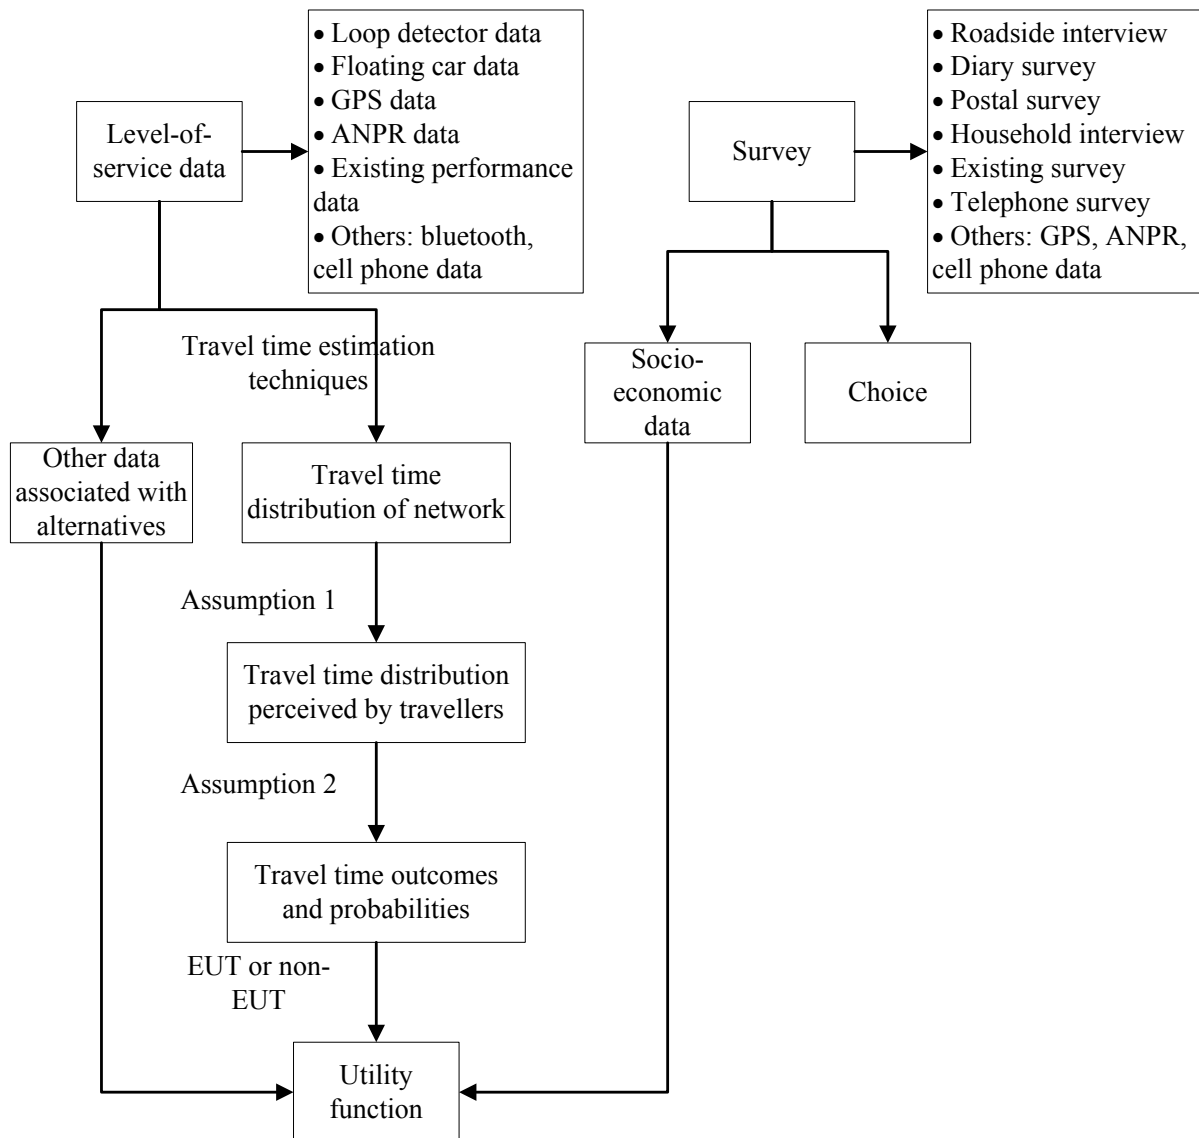 Level-of-
service data
• Loop detector data
• Floating car data
• GPS data
• ANPR data
• Existing performance
data
• Others: bluetooth,
cell phone data
Survey
• Roadside interview
• Diary survey
• Postal survey
• Household interview
• Existing survey
• Telephone survey
• Others: GPS, ANPR,
cell phone data
Travel time estimation
techniques
Socio-
economic
data
Choice
Other data
associated with
alternatives
Travel time
distribution of network
Assumption 1
Travel time distribution
perceived by travellers
Assumption 2
Travel time outcomes
and probabilities
EUT or non-
EUT
Utility
function